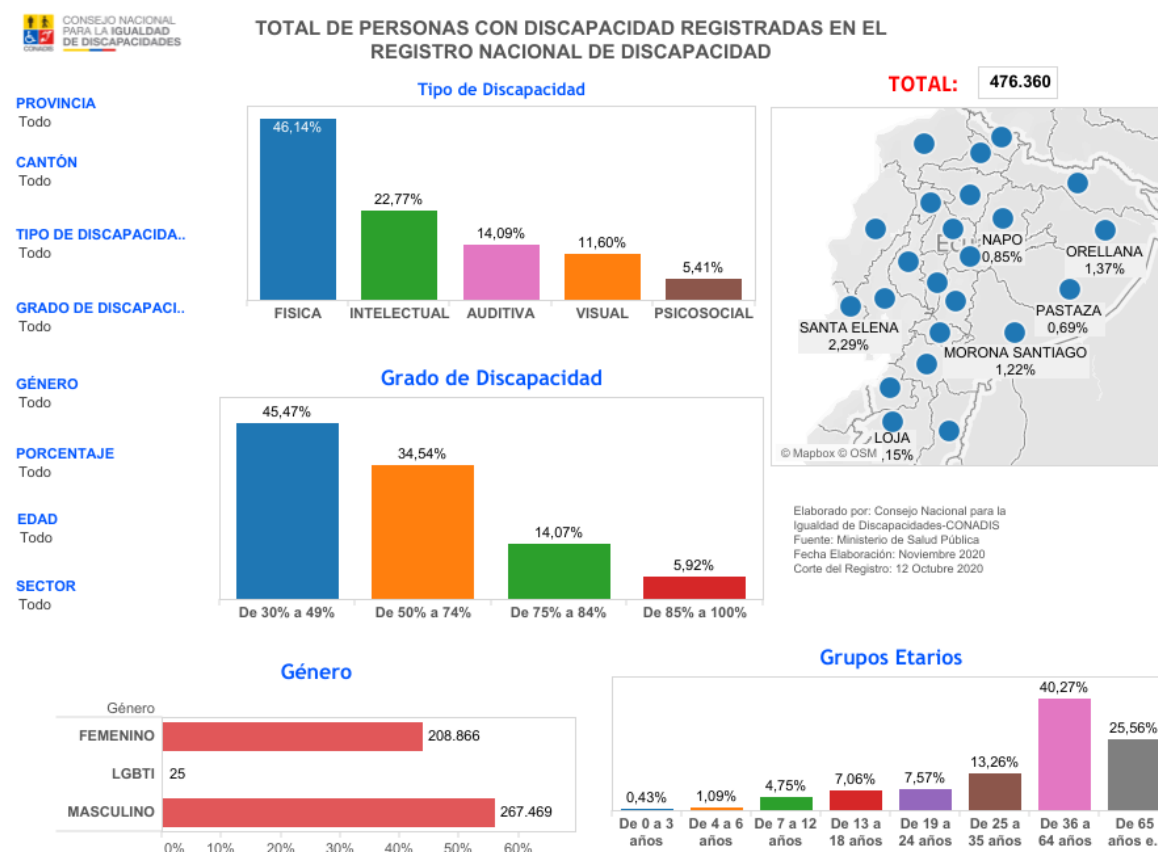 CONSEJO NACIONAL
PARA LA IGUALDAD
DE DISCAPACIDADES
CONADIS
TOTAL DE PERSONAS CON DISCAPACIDAD REGISTRADAS EN EL
REGISTRO NACIONAL DE DISCAPACIDAD
TOTAL: 476.360
PROVINCIA
Todo
CANTÓN
Todo
TIPO DE DISCAPACIDA..
Todo
GRADO DE DISCAPACI..
Todo
GÉNERO
Todo
PORCENTAJE
Todo
EDAD
Todo
SECTOR
Todo
Tipo de Discapacidad
46,14%
22,77%
14,09%
11,60%
5,41%
FISICA INTELECTUAL AUDITIVA VISUAL PSICOSOCIAL
NAPO
0,85%
ORELLANA
1,37%
PASTAZA
0,69%
SANTA ELENA
2,29%
MORONA SANTIAGO
1,22%
LOJA
,15%
© Mapbox © OSM
Grado de Discapacidad
45,47%
34,54%
14,07%
5,92%
De 30% a 49% De 50% a 74% De 75% a 84% De 85% a 100%
Elaborado por: Consejo Nacional para la
Igualdad de Discapacidades-CONADIS
Fuente: Ministerio de Salud Pública
Fecha Elaboración: Noviembre 2020
Corte del Registro: 12 Octubre 2020
Género
Género
FEMENINO 208.866
LGBTI 25
MASCULINO 267.469
0% 10% 20% 30% 40% 50% 60%
Grupos Etarios
0,43%
1,09%
4,75%
7,06%
7,57%
13,26%
40,27%
25,56%
De 0 a 3 De 4 a 6 De 7 a 12 De 13 a De 19 a De 25 a De 36 a De 65
años años años 18 años 24 años 35 años 64 años años e..